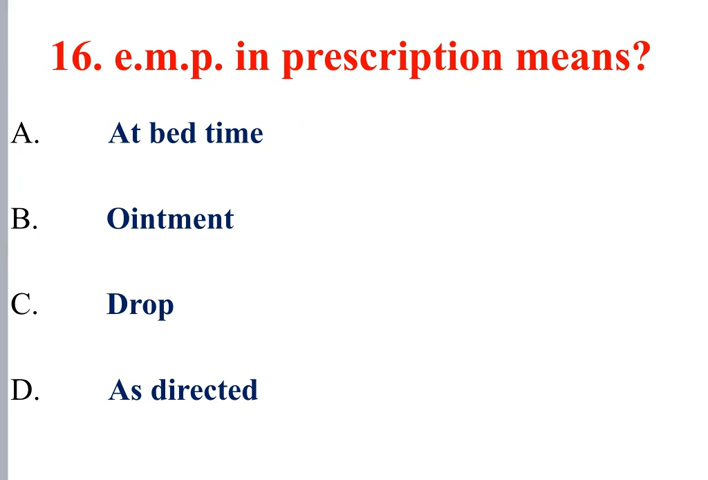 16. e.m.p. in prescription means?
A. At bed time
B. Ointment
C. Drop
D. As directed